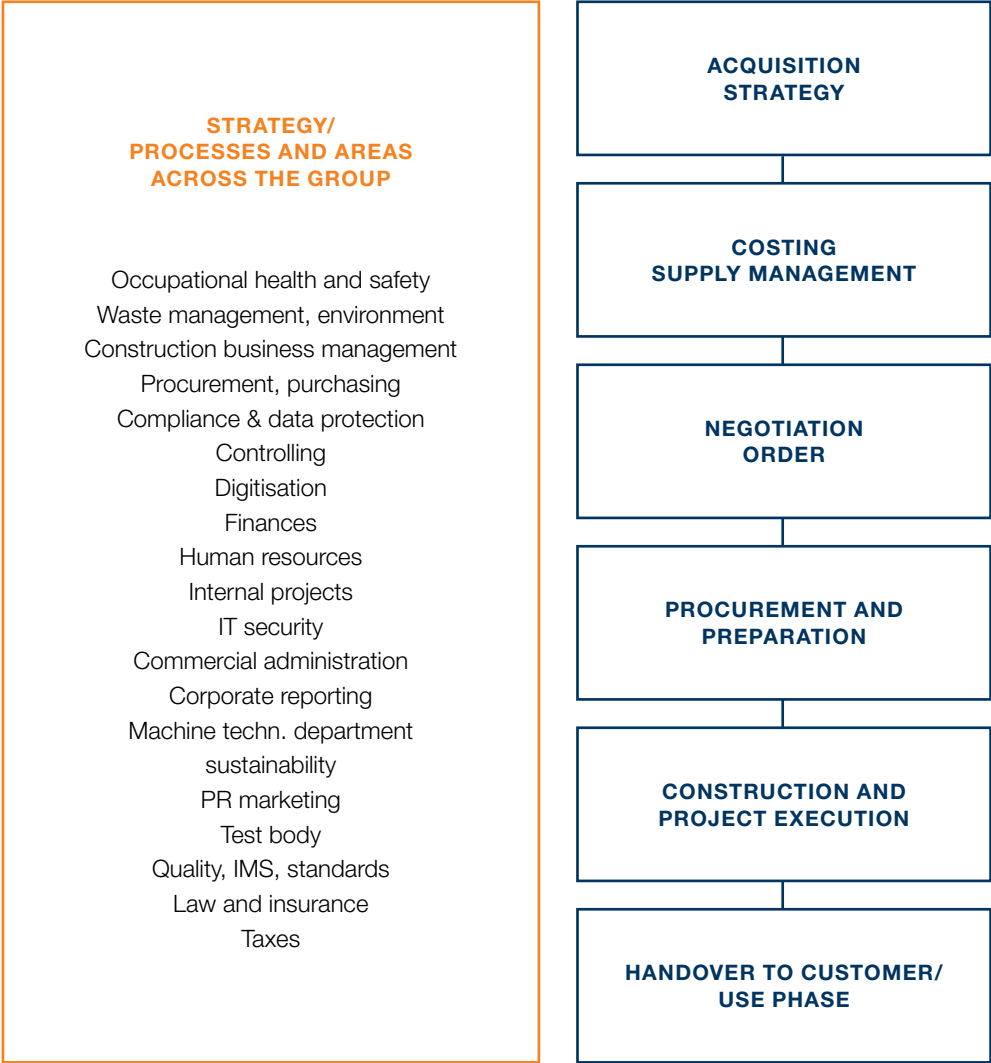 STRATEGY/
PROCESSES AND AREAS
ACROSS THE GROUP
Occupational health and safety
Waste management, environment
Construction business management
Procurement, purchasing
Compliance & data protection
Controlling
Digitisation
Finances
Human resources
Internal projects
IT security
Commercial administration
Corporate reporting
Machine techn. department
sustainability
PR marketing
Test body
Quality, IMS, standards
Law and insurance
Taxes
ACQUISITION
STRATEGY
COSTING
SUPPLY MANAGEMENT
NEGOTIATION
ORDER
PROCUREMENT AND
PREPARATION
CONSTRUCTION AND
PROJECT EXECUTION
HANDOVER TO CUSTOMER/
USE PHASE